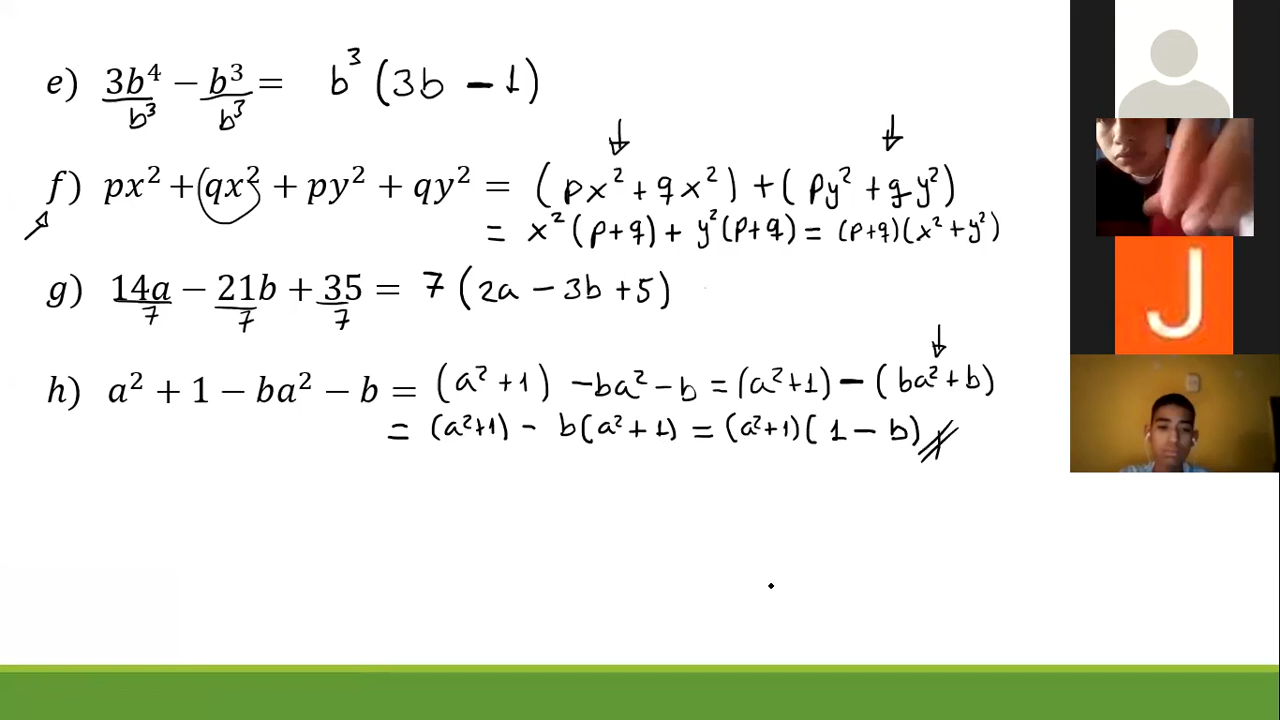 e) 3b⁴/b³ − b³/b³ = b³ (3b − 1)
f) px² + qx² + py² + qy² = (px² + qx²) + (py² + qy²)
= x² (p+q) + y² (p+q) = (p+q)(x² + y²)
g) 14a/7 − 21b/7 + 35/7 = 7 (2a − 3b + 5)
h) a² + 1 − ba² − b = (a² + 1) − ba² − b = (a²+1) − (ba² + b)
= (a²+1) − b(a² + 1) = (a²+1)(1 − b)
J